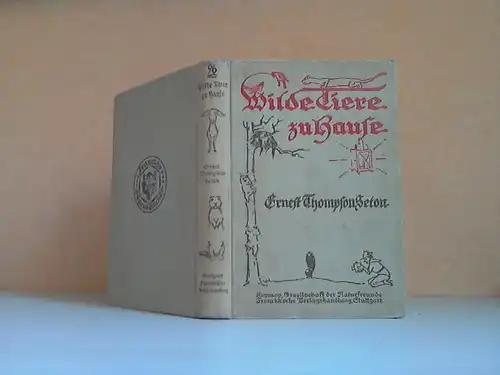 Wilde Tiere
zu Hause
Ernest Thompson Seton
Wilde Tiere
zu Hause
Ernest
Thompson
Seton
Kosmos, Gesellschaft der Naturfreunde
Franckh'sche Verlagshandlung, Stuttgart